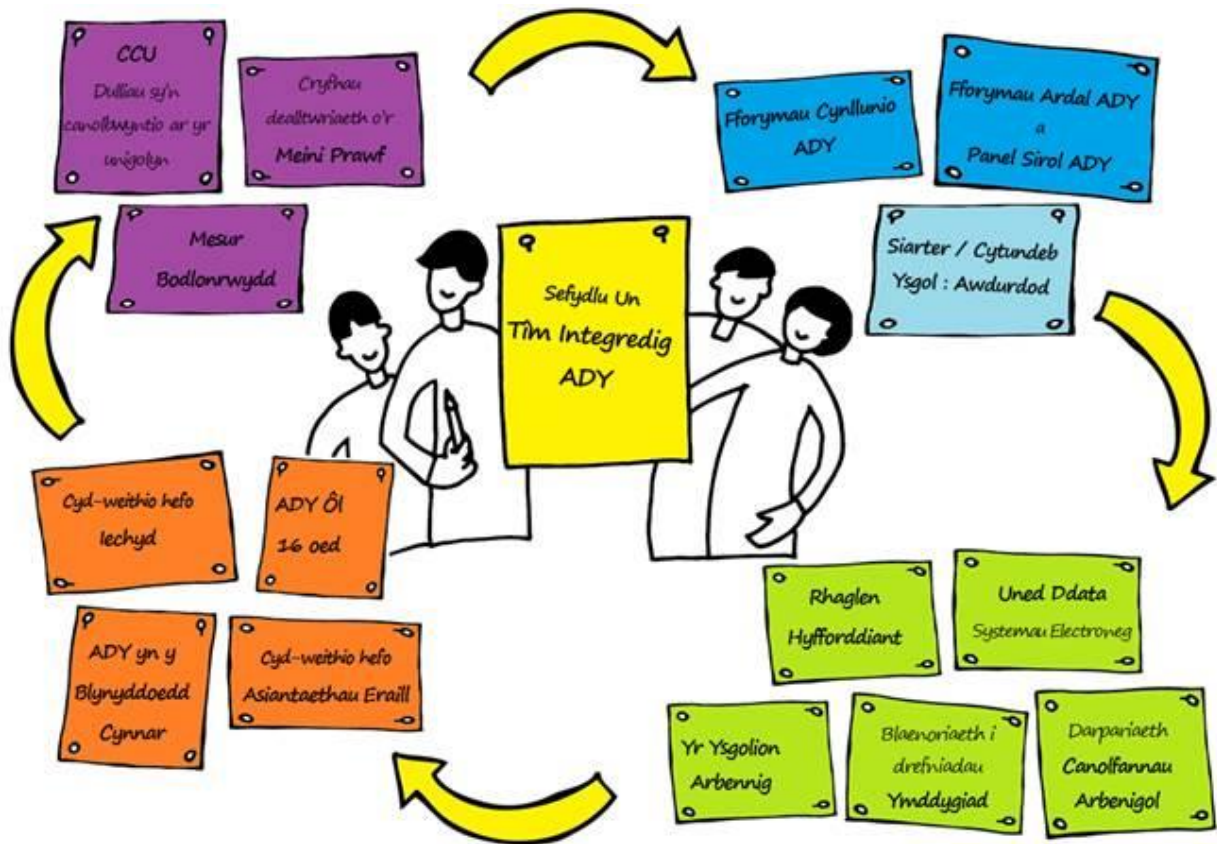 CCU
Dulliau sy'n
canolbwyntio ar yr
unigolyn
Cryfhau
dealltwriaeth o'r
Meini Prawf
Mesur
Bodlonrwydd
Fforymau Cynllunio
ADY
Fforymau Ardal ADY
a
Panel Sirol ADY
Siarter / Cytundeb
Ysgol : Awdurdod
Sefydlu Un
Tîm Integredig
ADY
Cyd-weithio hefo
Iechyd
ADY Ôl
16 oed
ADY yn y
Blynyddoedd
Cynnar
Cyd-weithio hefo
Asiantaethau Eraill
Rhaglen
Hyfforddiant
Uned Ddata
Systemau Electroneg
Yr Ysgolion
Arbennig
Blaenoriaeth i
drefniadau
Ymddygiad
Darpariaeth
Canolfannau
Arbenigol